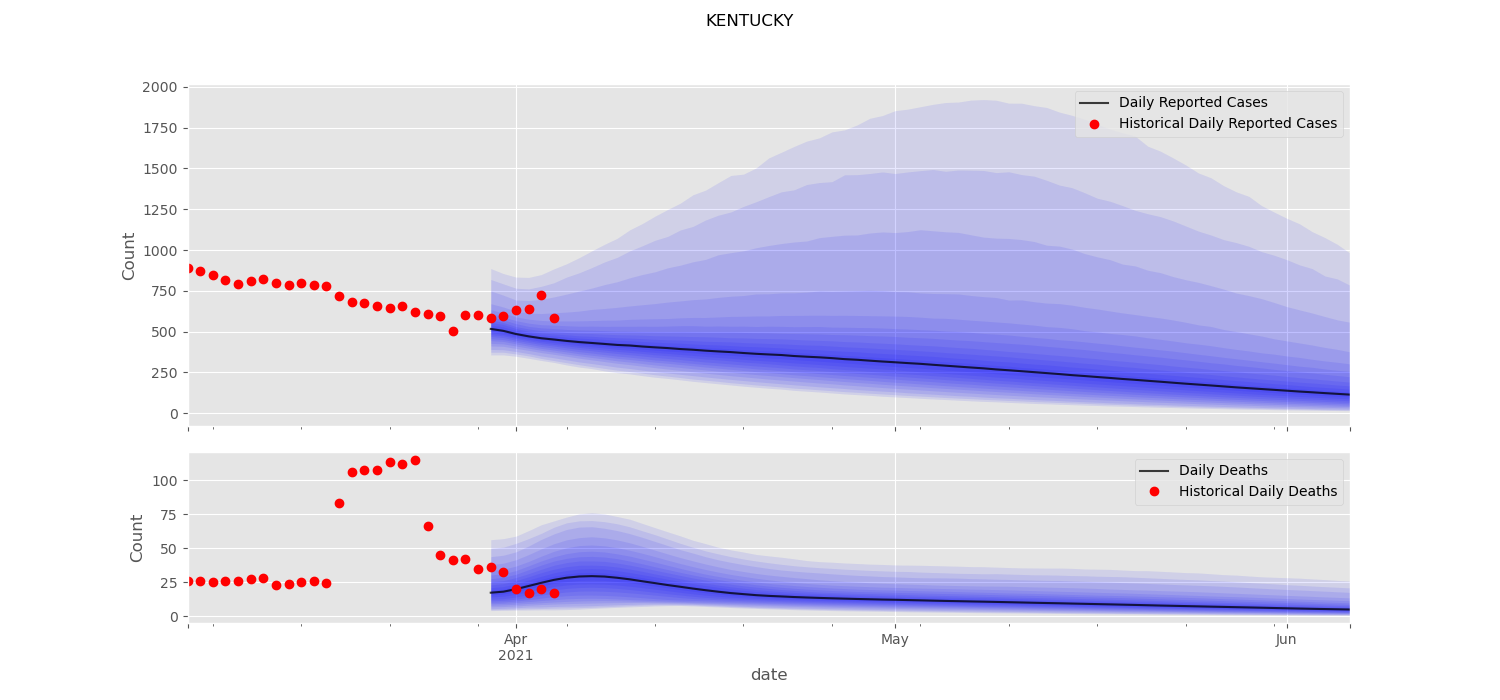 KENTUCKY
2000
1750
1500
1250
1000
750
500
250
0
Count
Daily Reported Cases
Historical Daily Reported Cases
100
75
50
25
0
Count
Daily Deaths
Historical Daily Deaths
Apr
2021
May
Jun
date